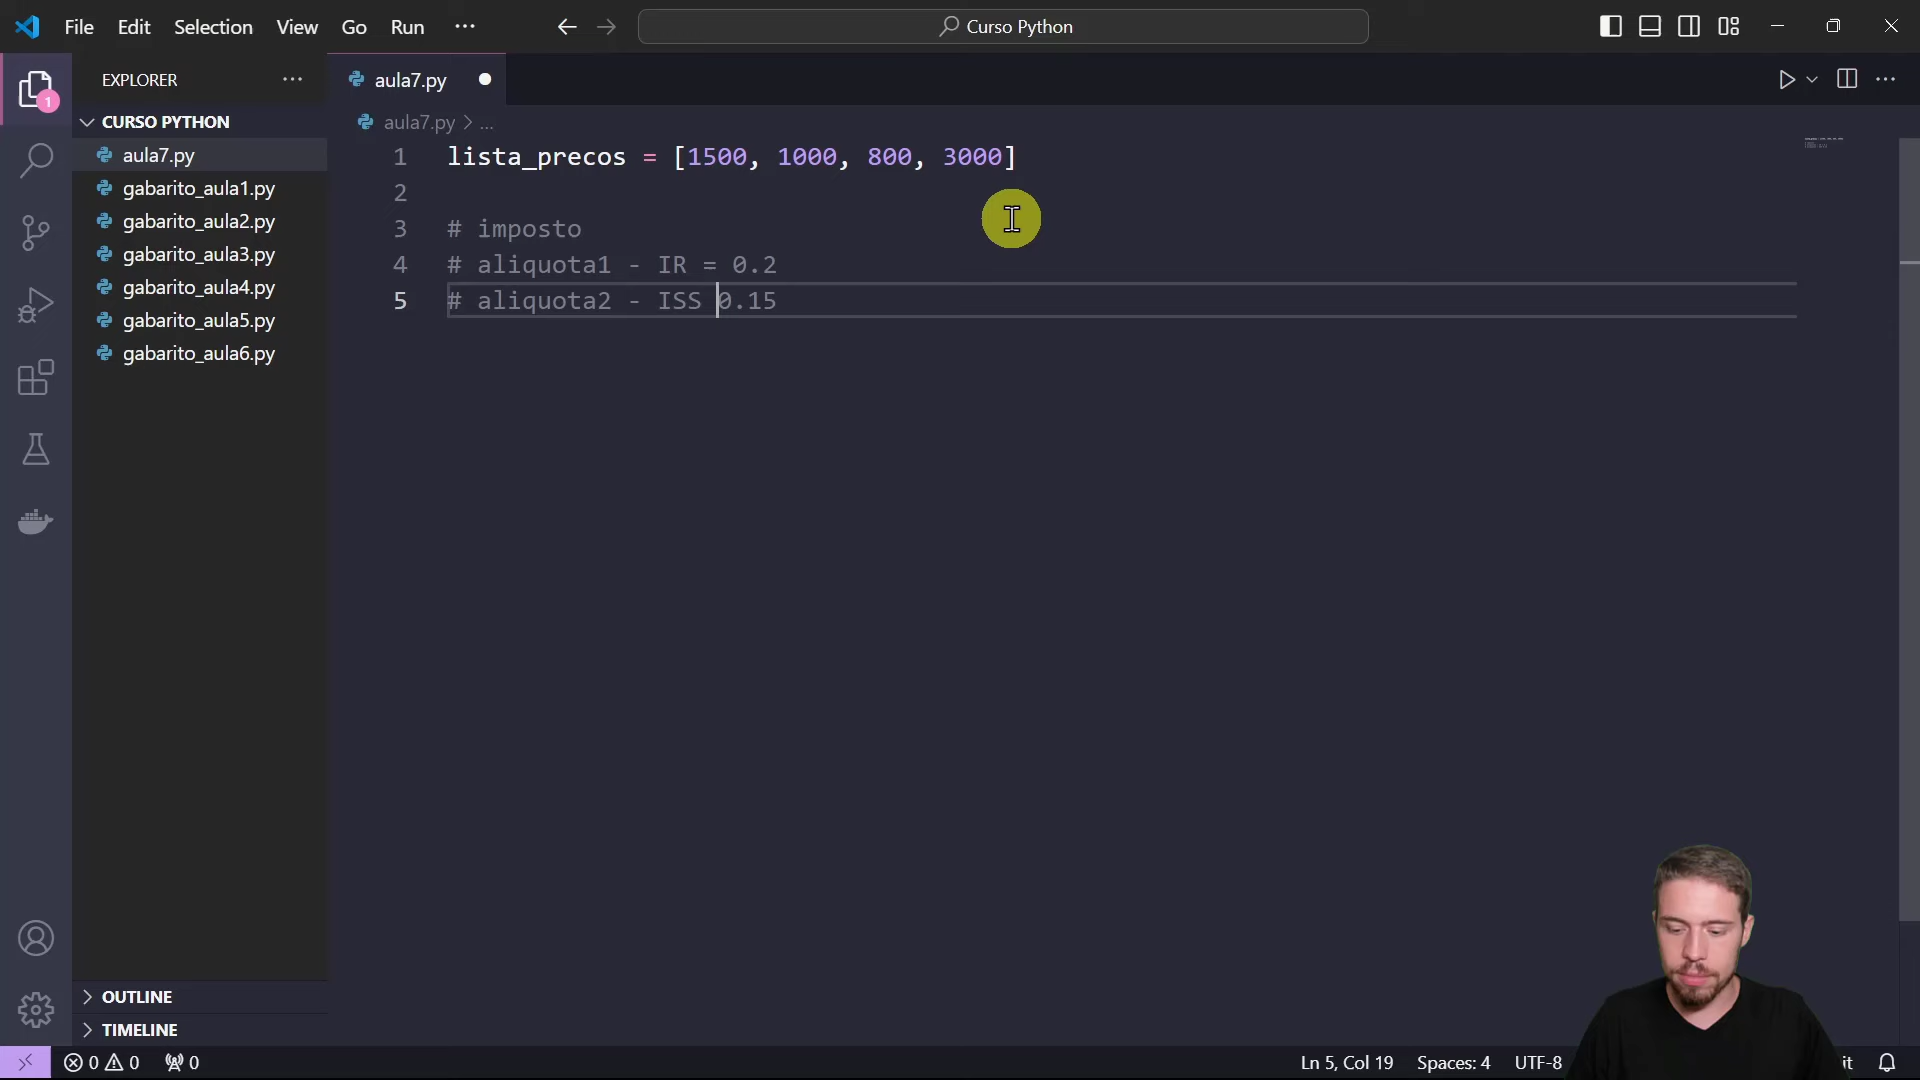 File Edit Selection View Go Run ··· Curso Python
EXPLORER ···
aula7.py
1
CURSO PYTHON
aula7.py
gabarito_aula1.py
gabarito_aula2.py
gabarito_aula3.py
gabarito_aula4.py
gabarito_aula5.py
gabarito_aula6.py
OUTLINE
TIMELINE
aula7.py > ...
1 lista_precos = [1500, 1000, 800, 3000]
2
3 # imposto
4 # aliquota1 - IR = 0.2
5 # aliquota2 - ISS 0.15
0 0 0 Ln 5, Col 19 Spaces: 4 UTF-8 it